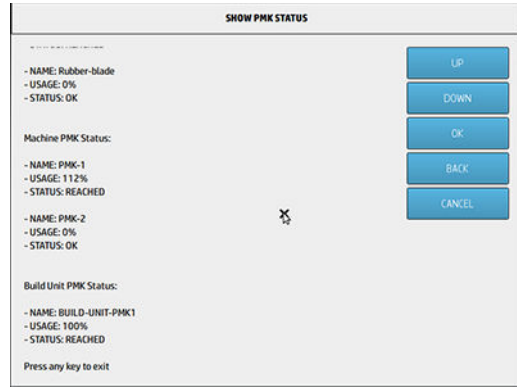 SHOW PMK STATUS
- NAME: Rubber-blade
- USAGE: 0%
- STATUS: OK
Machine PMK Status:
- NAME: PMK-1
- USAGE: 112%
- STATUS: REACHED
- NAME: PMK-2
- USAGE: 0%
- STATUS: OK
Build Unit PMK Status:
- NAME: BUILD-UNIT-PMK1
- USAGE: 100%
- STATUS: REACHED
Press any key to exit
UP
DOWN
OK
BACK
CANCEL